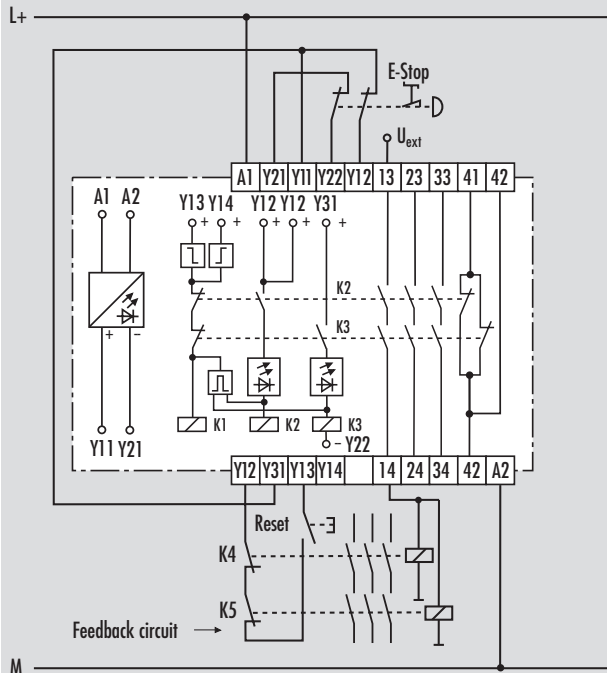 L+
E-Stop
Uext
A1 Y21 Y11 Y22 Y12 13 23 33 41 42
A1 A2 Y13 Y14 Y12 Y12 Y31
+ + + + +
K2
K3
+ −
K1 K2 K3
− Y22
Y11 Y21
Y12 Y31 Y13 Y14 14 24 34 42 A2
Reset
K4
K5
Feedback circuit
M